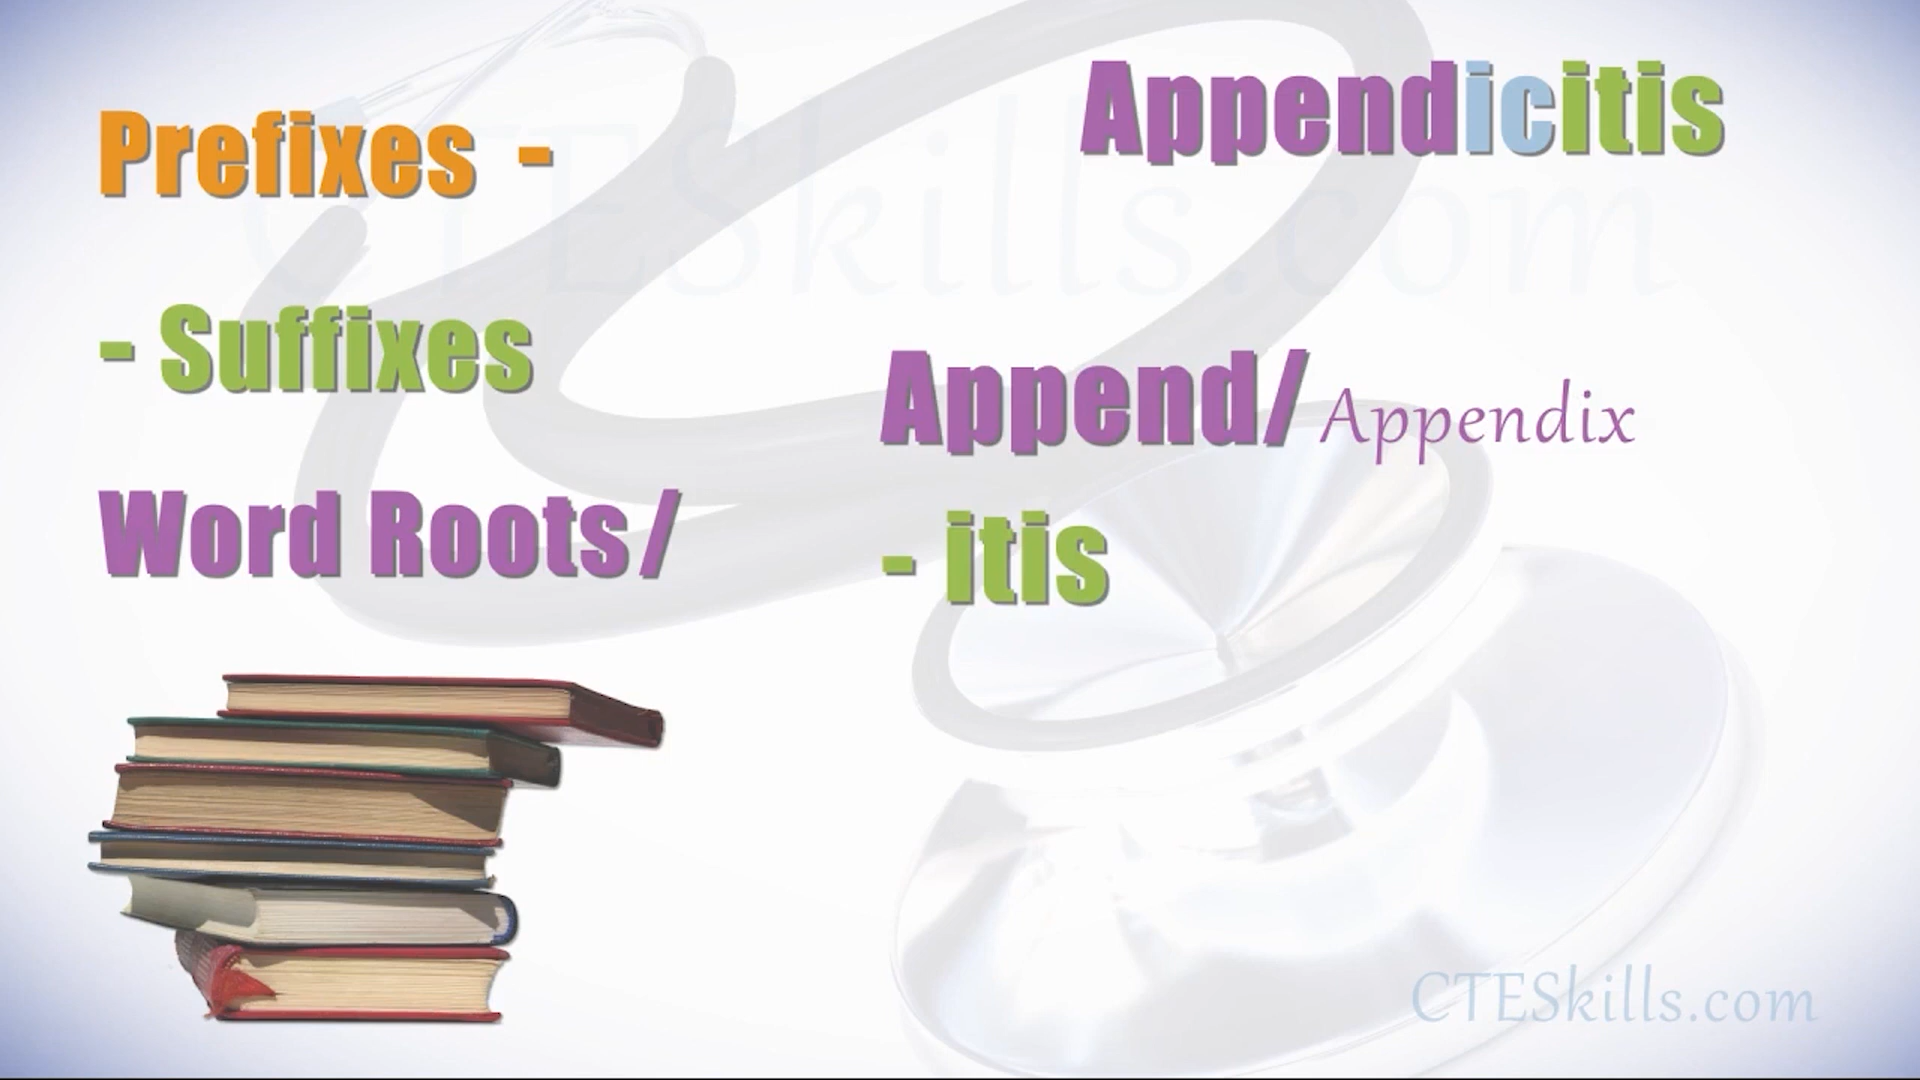 Prefixes -
- Suffixes
Word Roots/
Appendicitis
Append/ Appendix
- itis
CTESkills.com
CTESkills.com